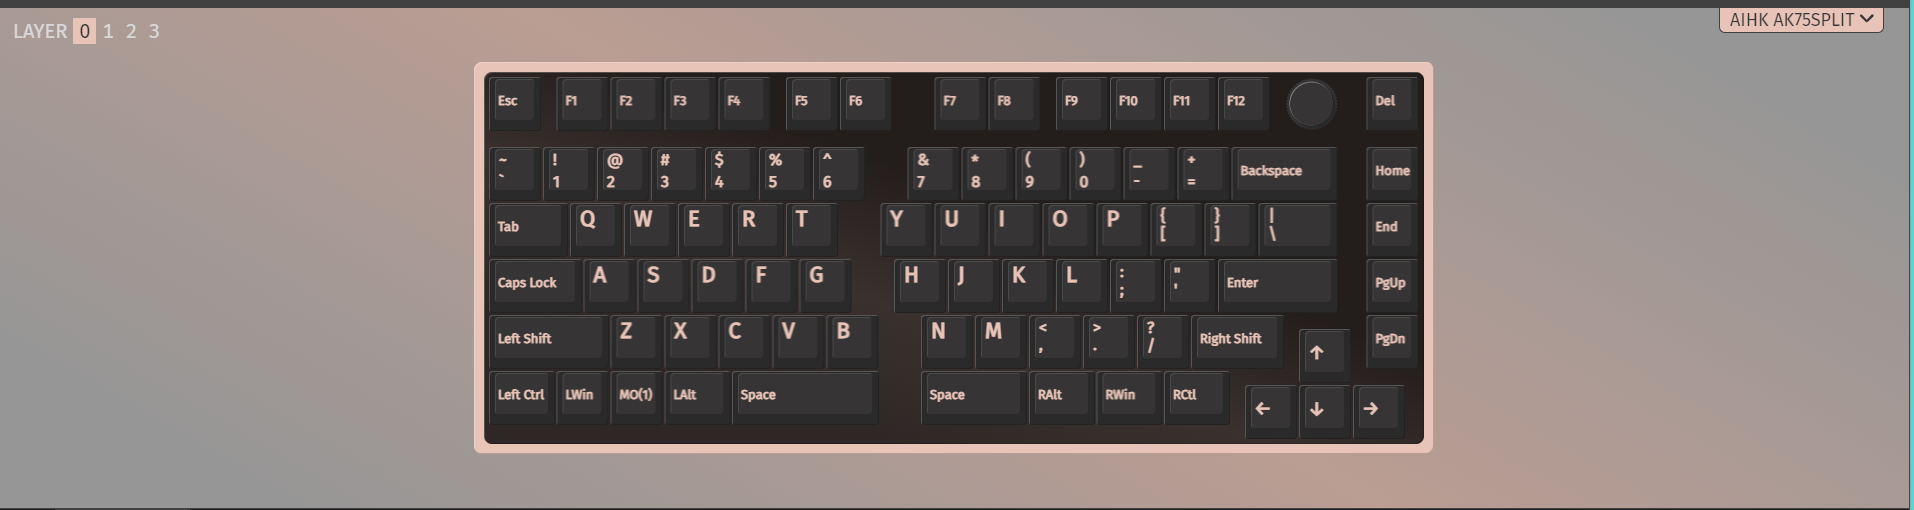 LAYER 0 1 2 3
AIHK AK75SPLIT
Esc F1 F2 F3 F4 F5 F6 F7 F8 F9 F10 F11 F12 Del
~ ! @ # $ % ^ & * ( ) _ +
` 1 2 3 4 5 6 7 8 9 0 - = Backspace Home
Tab Q W E R T Y U I O P { } | End
[ ] \
Caps Lock A S D F G H J K L : " Enter PgUp
; '
Left Shift Z X C V B N M < > ? Right Shift ↑ PgDn
, . /
Left Ctrl LWin MO(1) LAlt Space Space RAlt RWin RCtl ← ↓ →